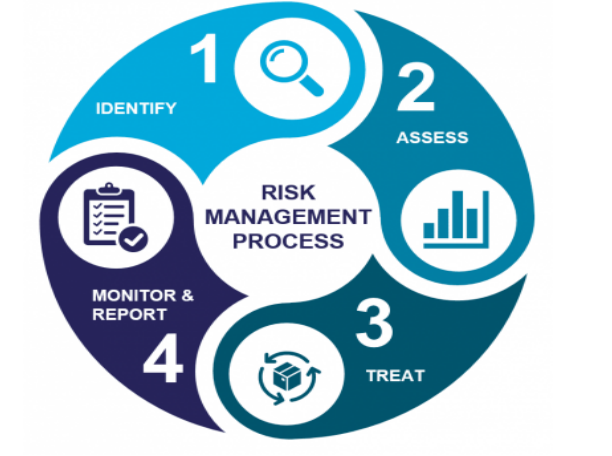 1
IDENTIFY
2
ASSESS
RISK
MANAGEMENT
PROCESS
3
TREAT
MONITOR &
REPORT
4